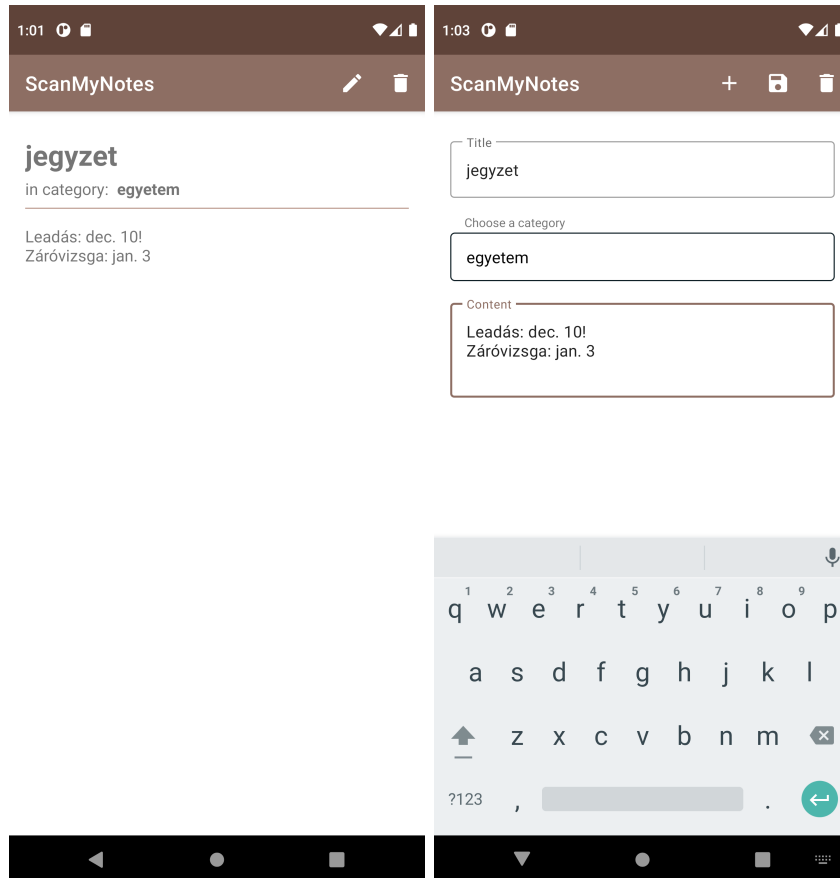 1:01
ScanMyNotes
jegyzet
in category: egyetem
Leadás: dec. 10!
Záróvizsga: jan. 3
1:03
ScanMyNotes
Title
jegyzet
Choose a category
egyetem
Content
Leadás: dec. 10!
Záróvizsga: jan. 3
1 2 3 4 5 6 7 8 9
q w e r t y u i o p
a s d f g h j k l
z x c v b n m
?123 , .